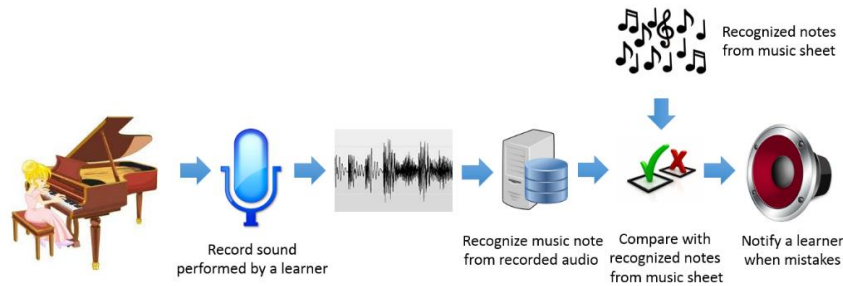 Recognized notes
from music sheet
Record sound
performed by a learner
Recognize music note
from recorded audio
Compare with
recognized notes
from music sheet
Notify a learner
when mistakes